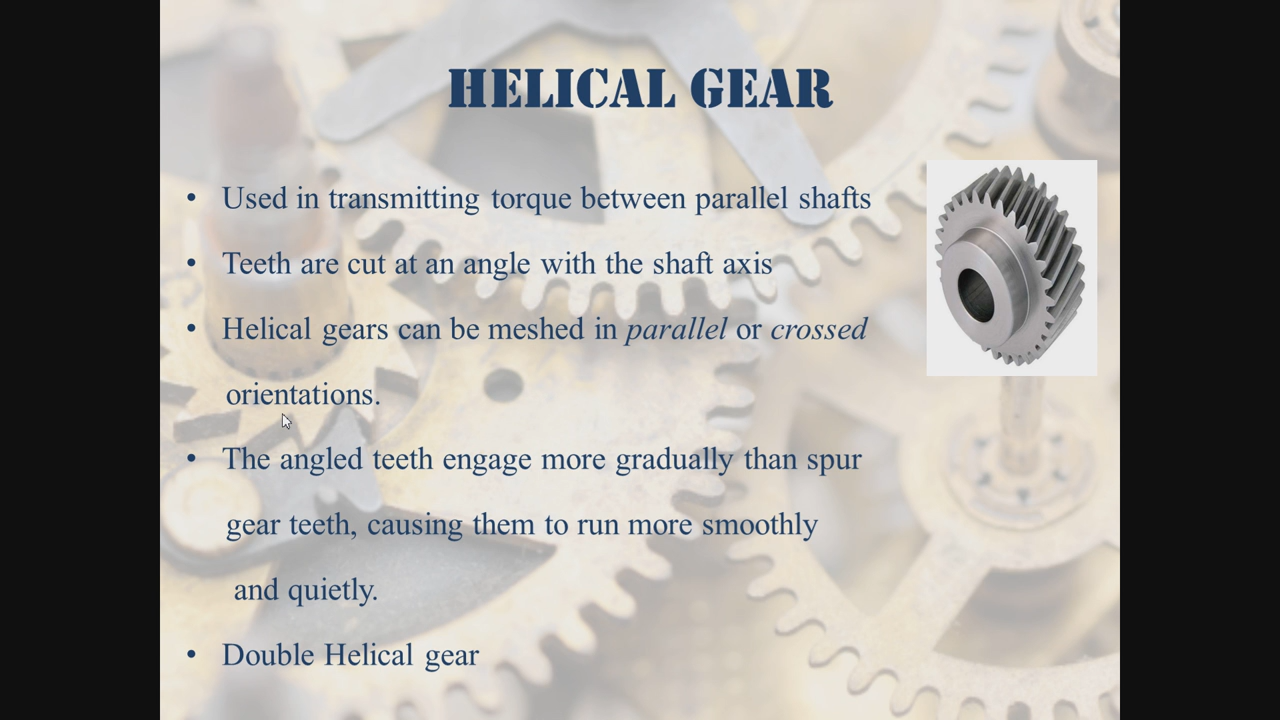 HELICAL GEAR
• Used in transmitting torque between parallel shafts
• Teeth are cut at an angle with the shaft axis
• Helical gears can be meshed in parallel or crossed
orientations.
• The angled teeth engage more gradually than spur
gear teeth, causing them to run more smoothly
and quietly.
• Double Helical gear